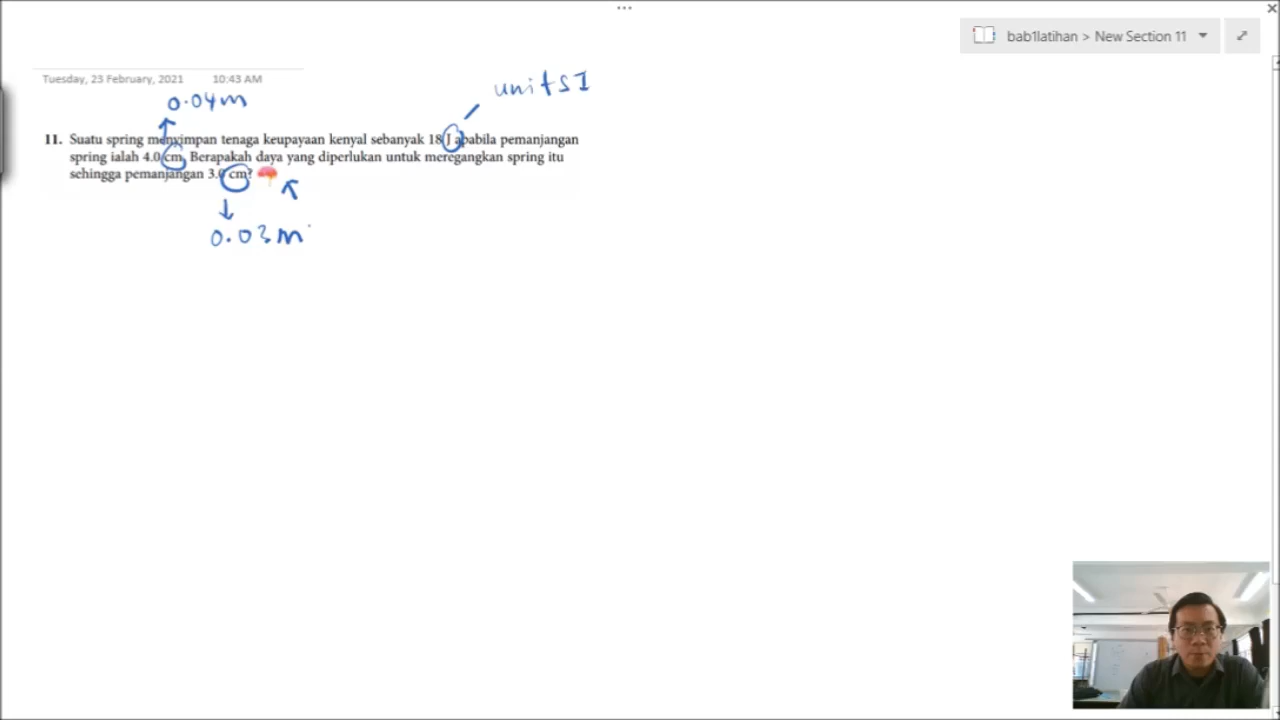 bab1latihan > New Section 11
Tuesday, 23 February, 2021 10:43 AM
0.04m
unit SI
11. Suatu spring menyimpan tenaga keupayaan kenyal sebanyak 18 J apabila pemanjangan
spring ialah 4.0 cm. Berapakah daya yang diperlukan untuk meregangkan spring itu
sehingga pemanjangan 3.0 cm?
0.03m